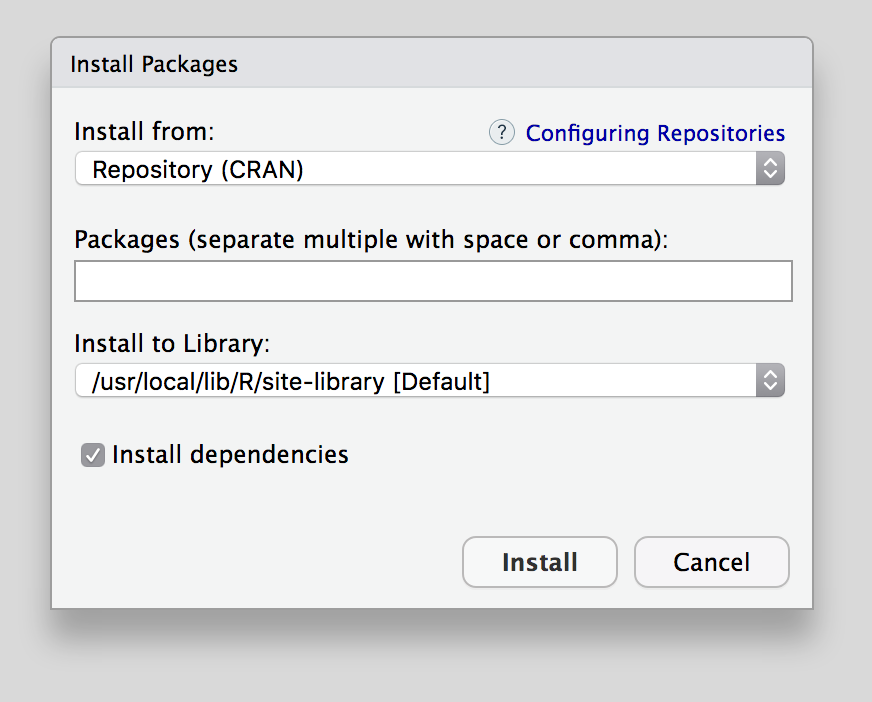 Install Packages
Install from:
? Configuring Repositories
Repository (CRAN)
Packages (separate multiple with space or comma):
Install to Library:
/usr/local/lib/R/site-library [Default]
Install dependencies
Install
Cancel